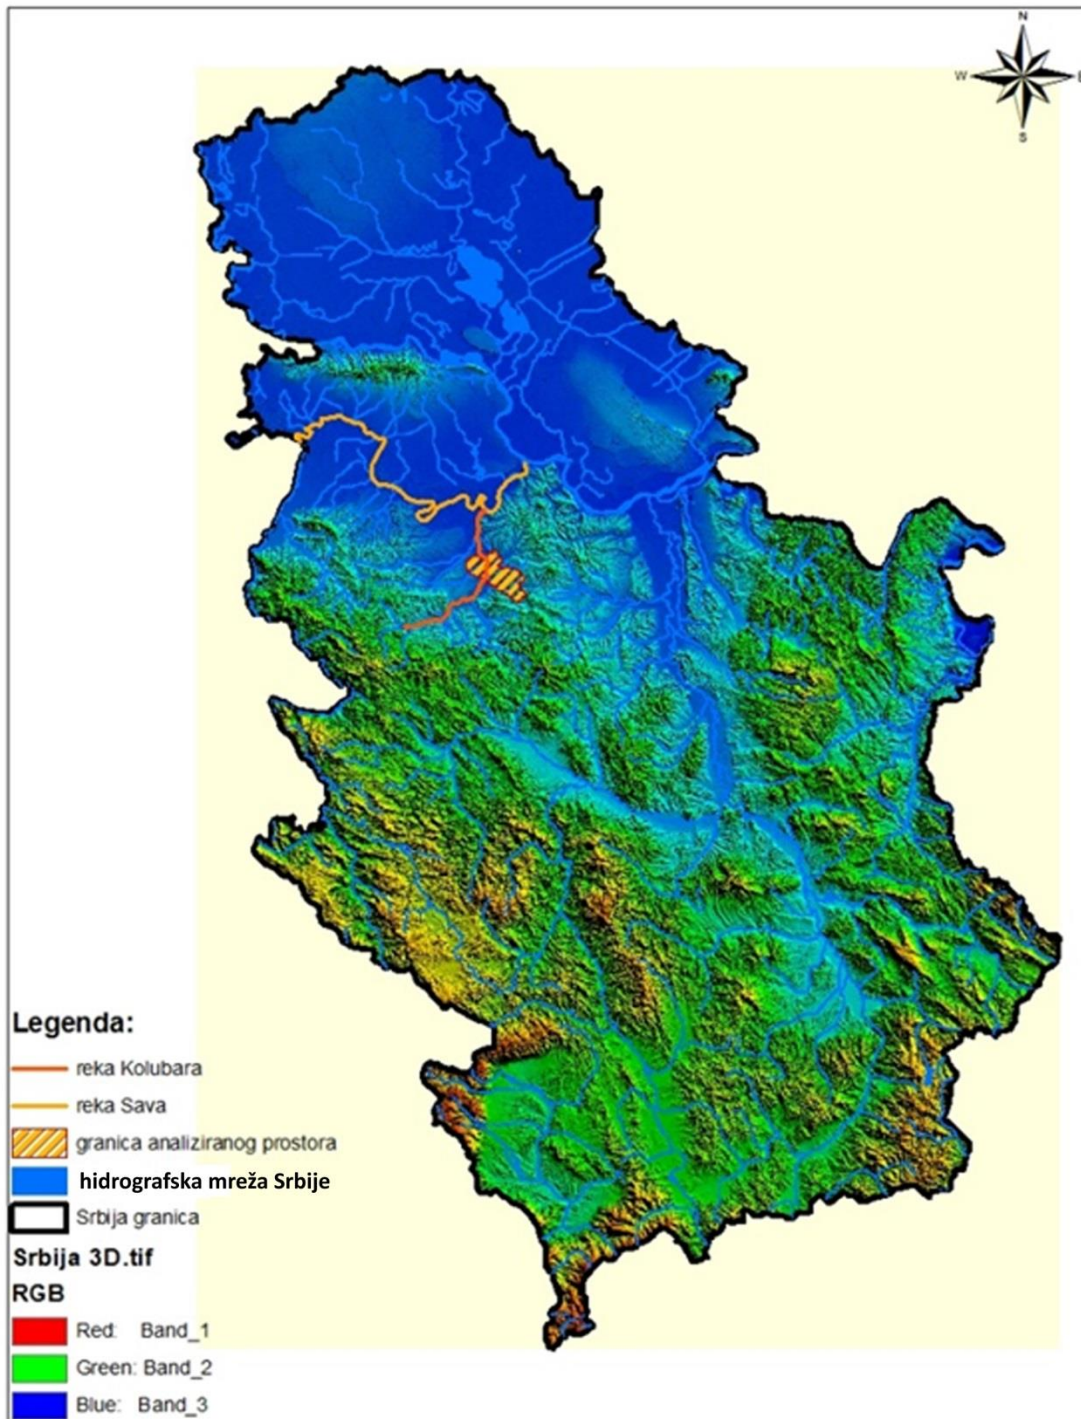 N
W
E
S
Legenda:
reka Kolubara
reka Sava
granica analiziranog prostora
hidrografska mreža Srbije
Srbija granica
Srbija 3D.tif
RGB
Red: Band_1
Green: Band_2
Blue: Band_3